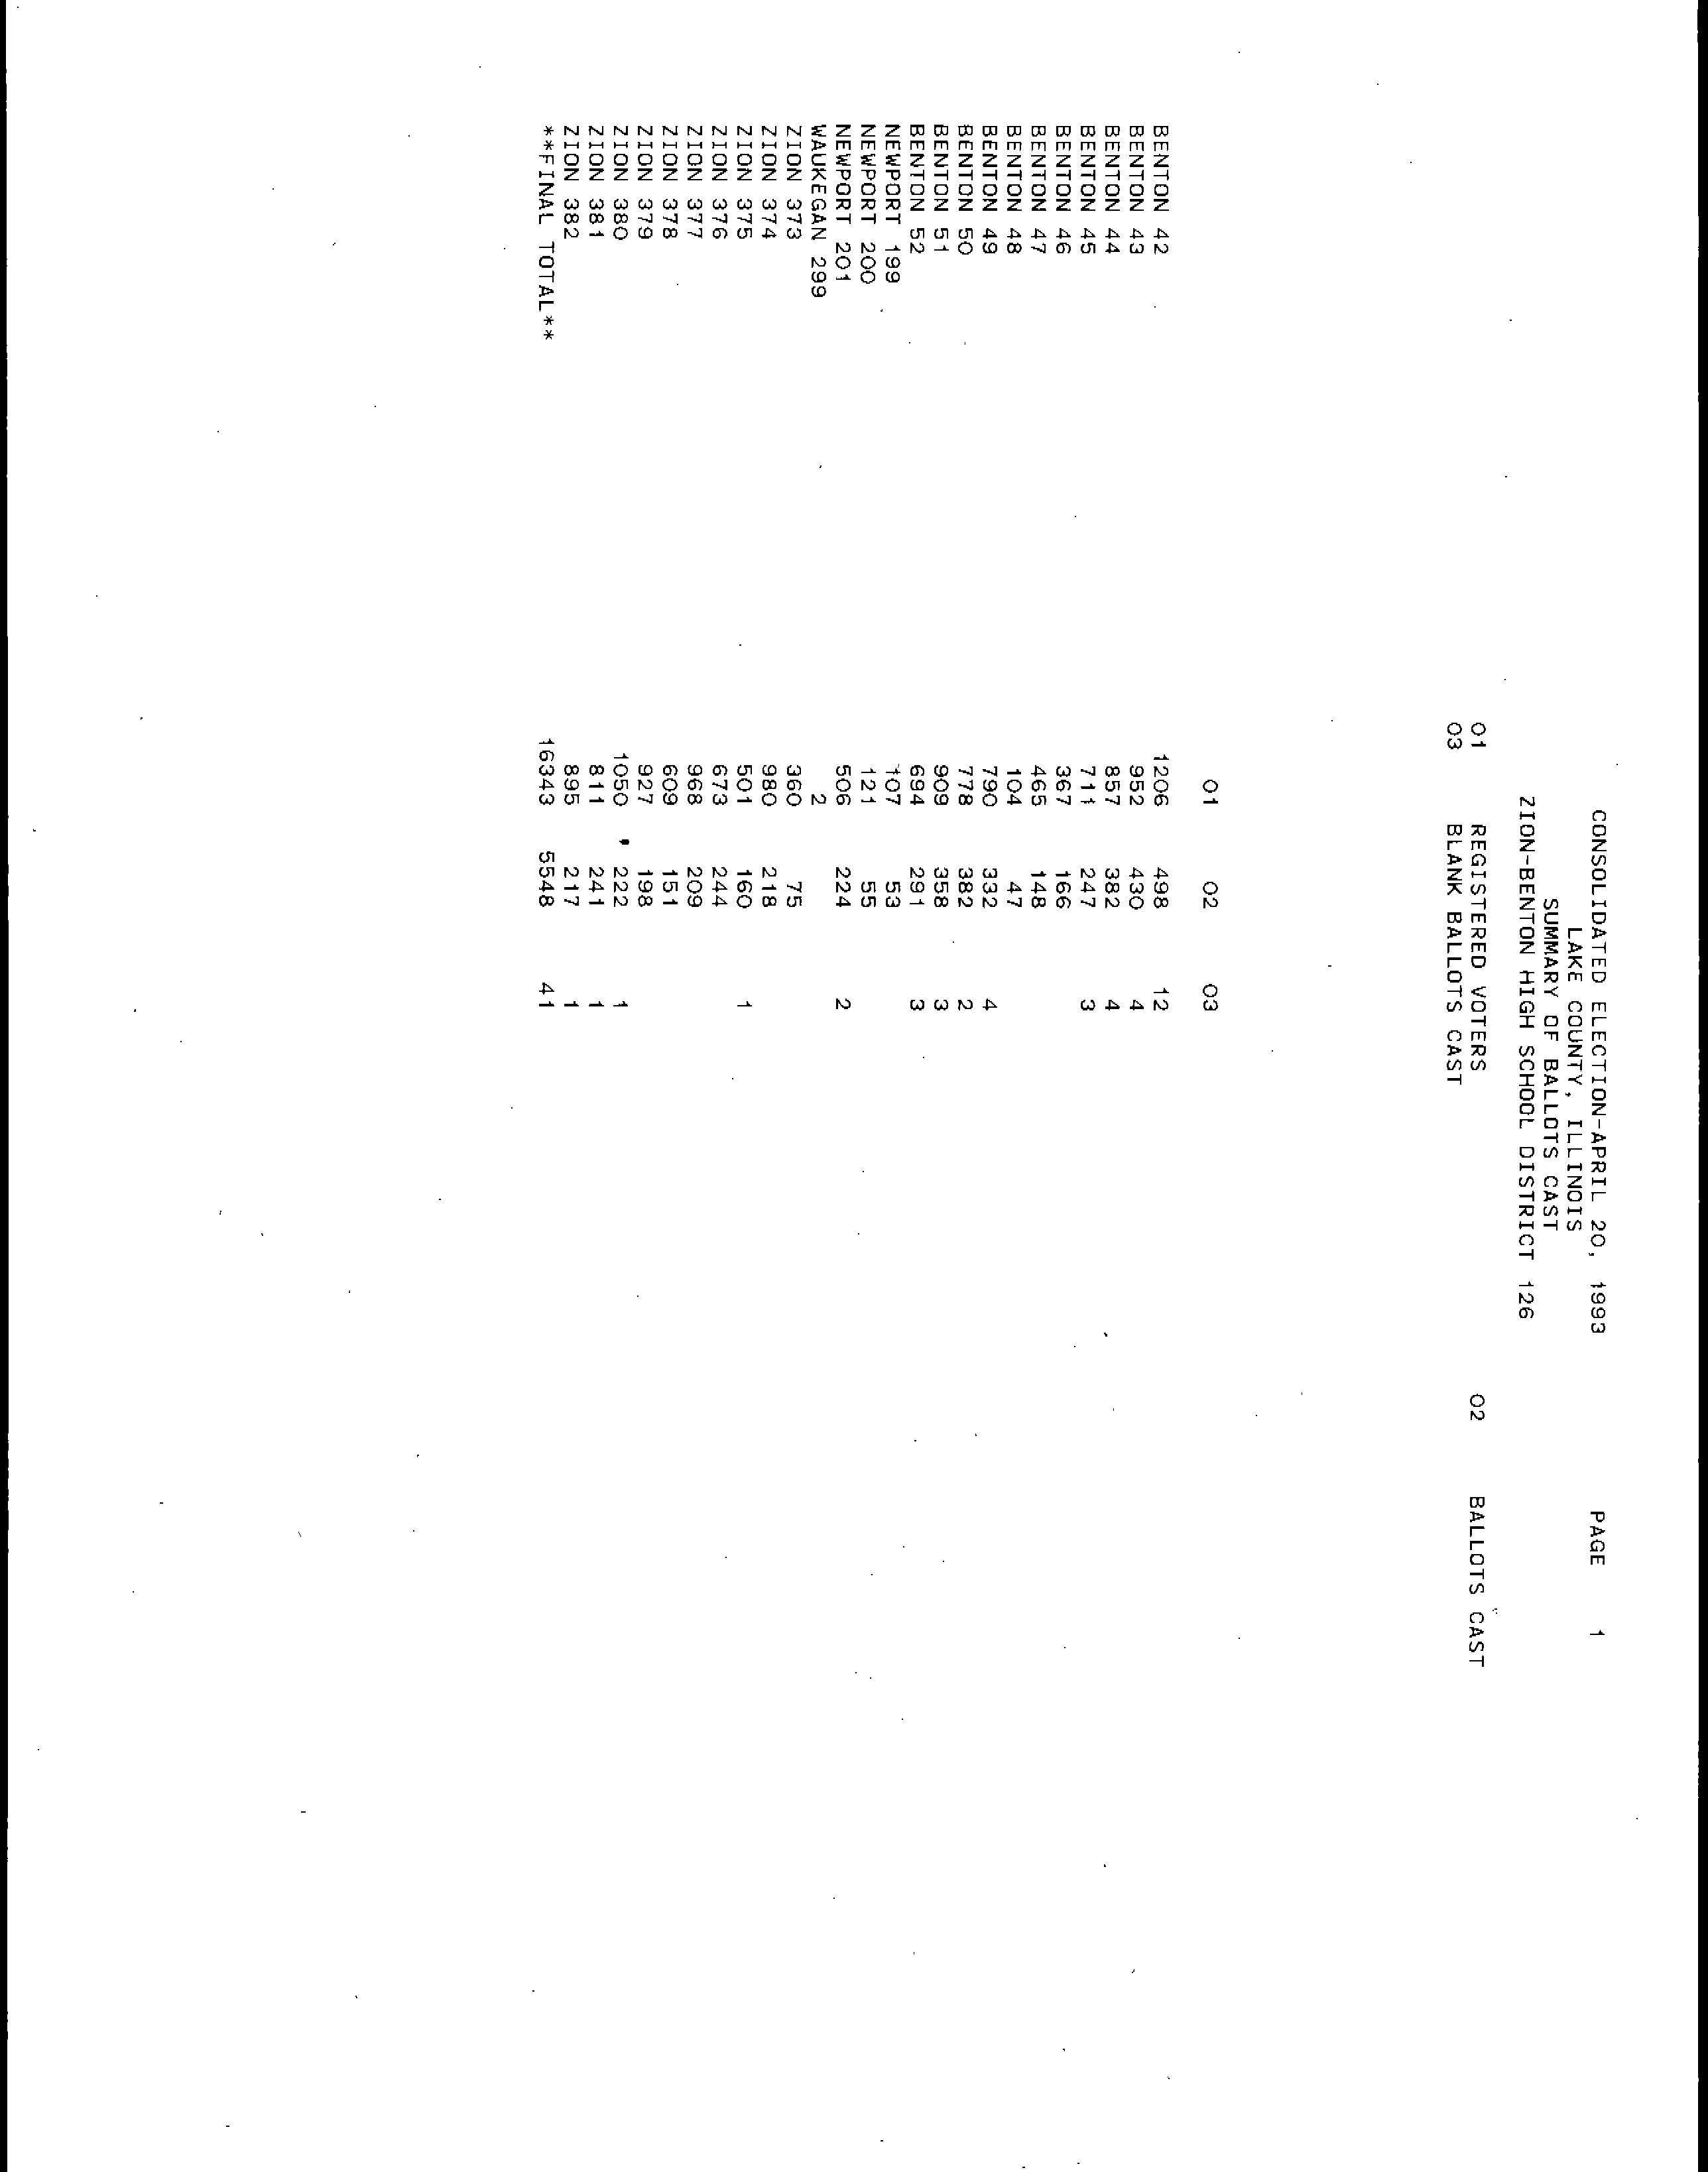 CONSOLIDATED ELECTION-APRIL 20, 1993 PAGE 1
LAKE COUNTY, ILLINOIS
SUMMARY OF BALLOTS CAST
ZION-BENTON HIGH SCHOOL DISTRICT 126
01 REGISTERED VOTERS 02 BALLOTS CAST
03 BLANK BALLOTS CAST
01 02 03
BENTON 42 1206 498 12
BENTON 43 952 430 4
BENTON 44 857 382 4
BENTON 45 711 247 3
BENTON 46 367 166
BENTON 47 465 148
BENTON 48 104 47
BENTON 49 790 332 4
BENTON 50 778 382 2
BENTON 51 909 358 3
BENTON 52 694 291 3
NEWPORT 199 107 53
NEWPORT 200 121 55
NEWPORT 201 506 224 2
WAUKEGAN 299 2
ZION 373 360 75
ZION 374 980 218
ZION 375 501 160 1
ZION 376 673 244
ZION 377 968 209
ZION 378 609 151
ZION 379 927 198
ZION 380 1050 222 1
ZION 381 811 241 1
ZION 382 895 217 1
**FINAL TOTAL** 16343 5548 41